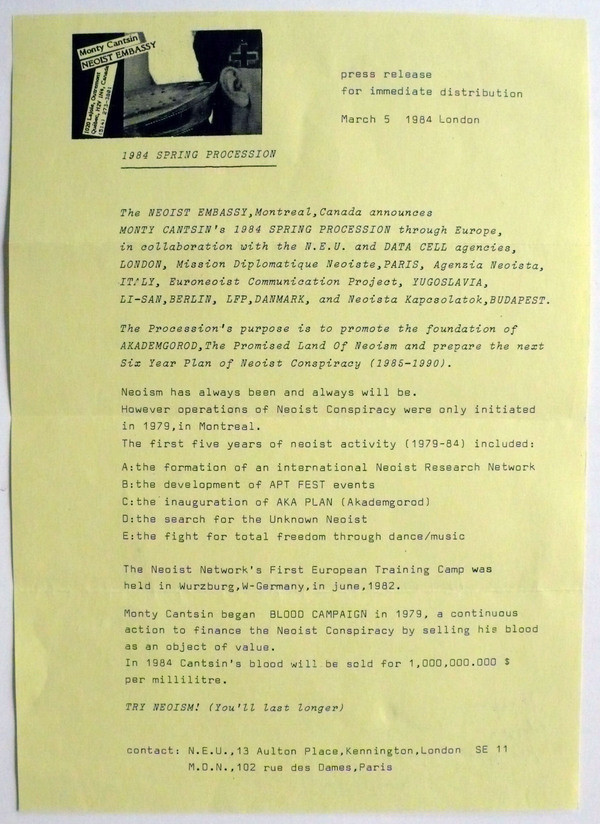 Monty Cantsin
NEOIST EMBASSY
1020 Lajoie, Outremont
Québec, H2V 1N4, Canada
press release
for immediate distribution
March 5 1984 London
1984 SPRING PROCESSION
The NEOIST EMBASSY,Montreal,Canada announces
MONTY CANTSIN's 1984 SPRING PROCESSION through Europe,
in collaboration with the N.E.U. and DATA CELL agencies,
LONDON, Mission Diplomatique Neoiste,PARIS, Agenzia Neoista,
ITALY, Euroneoist Communication Project, YUGOSLAVIA,
LI-SAN,BERLIN, LFP,DANMARK, and Neoista Kapcsolatok,BUDAPEST.
The Procession's purpose is to promote the foundation of
AKADEMGOROD,The Promised Land Of Neoism and prepare the next
Six Year Plan of Neoist Conspiracy (1985-1990).
Neoism has always been and always will be.
However operations of Neoist Conspiracy were only initiated
in 1979,in Montreal.
The first five years of neoist activity (1979-84) included:
A:the formation of an international Neoist Research Network
B:the development of APT FEST events
C:the inauguration of AKA PLAN (Akademgorod)
D:the search for the Unknown Neoist
E:the fight for total freedom through dance/music
The Neoist Network's First European Training Camp was
held in Wurzburg,W-Germany,in june,1982.
Monty Cantsin began BLOOD CAMPAIGN in 1979, a continuous
action to finance the Neoist Conspiracy by selling his blood
as an object of value.
In 1984 Cantsin's blood will be sold for 1,000,000.000 $
per millilitre.
TRY NEOISM! (You'll last longer)
contact: N.E.U.,13 Aulton Place,Kennington,London SE 11
M.D.N.,102 rue des Dames,Paris